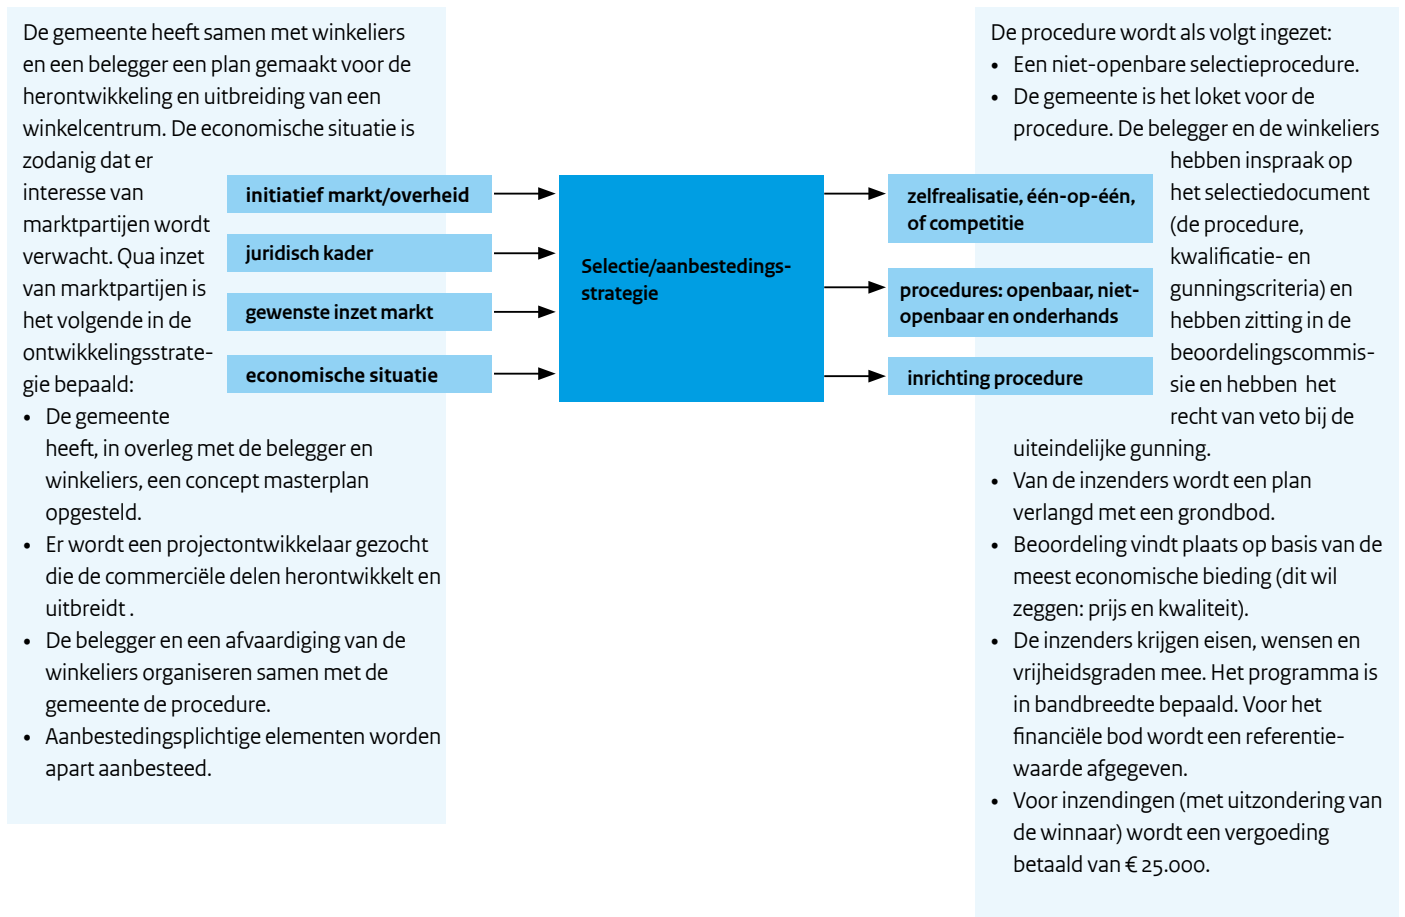 De gemeente heeft samen met winkeliers
en een belegger een plan gemaakt voor de
herontwikkeling en uitbreiding van een
winkelcentrum. De economische situatie is
zodanig dat er
interesse van
marktpartijen wordt
verwacht. Qua inzet
van marktpartijen is
het volgende in de
ontwikkelingsstrate-
gie bepaald:
• De gemeente
heeft, in overleg met de belegger en
winkeliers, een concept masterplan
opgesteld.
• Er wordt een projectontwikkelaar gezocht
die de commerciële delen herontwikkelt en
uitbreidt .
• De belegger en een afvaardiging van de
winkeliers organiseren samen met de
gemeente de procedure.
• Aanbestedingsplichtige elementen worden
apart aanbesteed.
initiatief markt/overheid
juridisch kader
gewenste inzet markt
economische situatie
Selectie/aanbestedings-
strategie
zelfrealisatie, één-op-één,
of competitie
procedures: openbaar, niet-
openbaar en onderhands
inrichting procedure
De procedure wordt als volgt ingezet:
• Een niet-openbare selectieprocedure.
• De gemeente is het loket voor de
procedure. De belegger en de winkeliers
hebben inspraak op
het selectiedocument
(de procedure,
kwalificatie- en
gunningscriteria) en
hebben zitting in de
beoordelingscommis-
sie en hebben  het
recht van veto bij de
uiteindelijke gunning.
• Van de inzenders wordt een plan
verlangd met een grondbod.
• Beoordeling vindt plaats op basis van de
meest economische bieding (dit wil
zeggen: prijs en kwaliteit).
• De inzenders krijgen eisen, wensen en
vrijheidsgraden mee. Het programma is
in bandbreedte bepaald. Voor het
financiële bod wordt een referentie-
waarde afgegeven.
• Voor inzendingen (met uitzondering van
de winnaar) wordt een vergoeding
betaald van € 25.000.